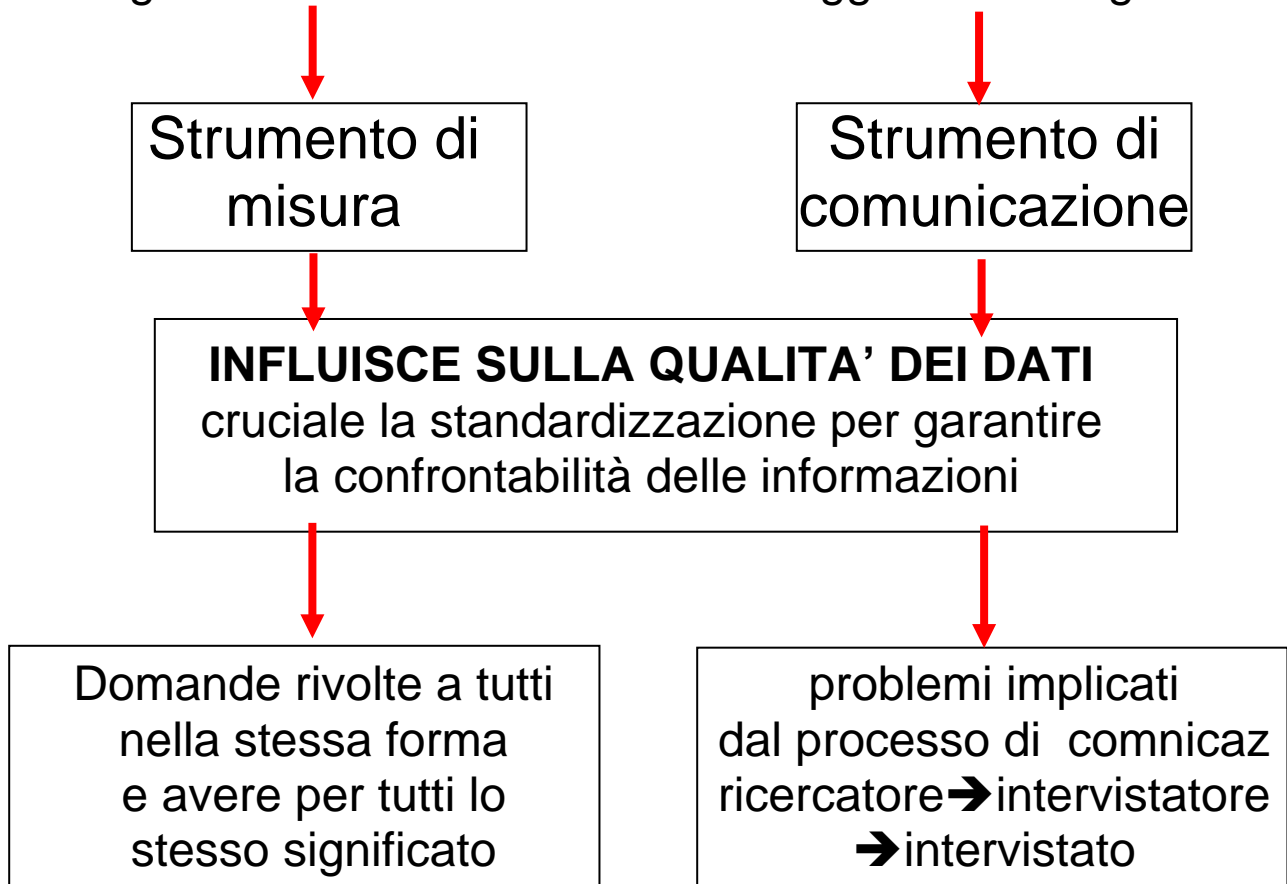 Strumento di
misura
Strumento di
comunicazione
INFLUISCE SULLA QUALITA’ DEI DATI
cruciale la standardizzazione per garantire
la confrontabilità delle informazioni
Domande rivolte a tutti
nella stessa forma
e avere per tutti lo
stesso significato
problemi implicati
dal processo di comnicaz
ricercatore➔intervistatore
➔intervistato